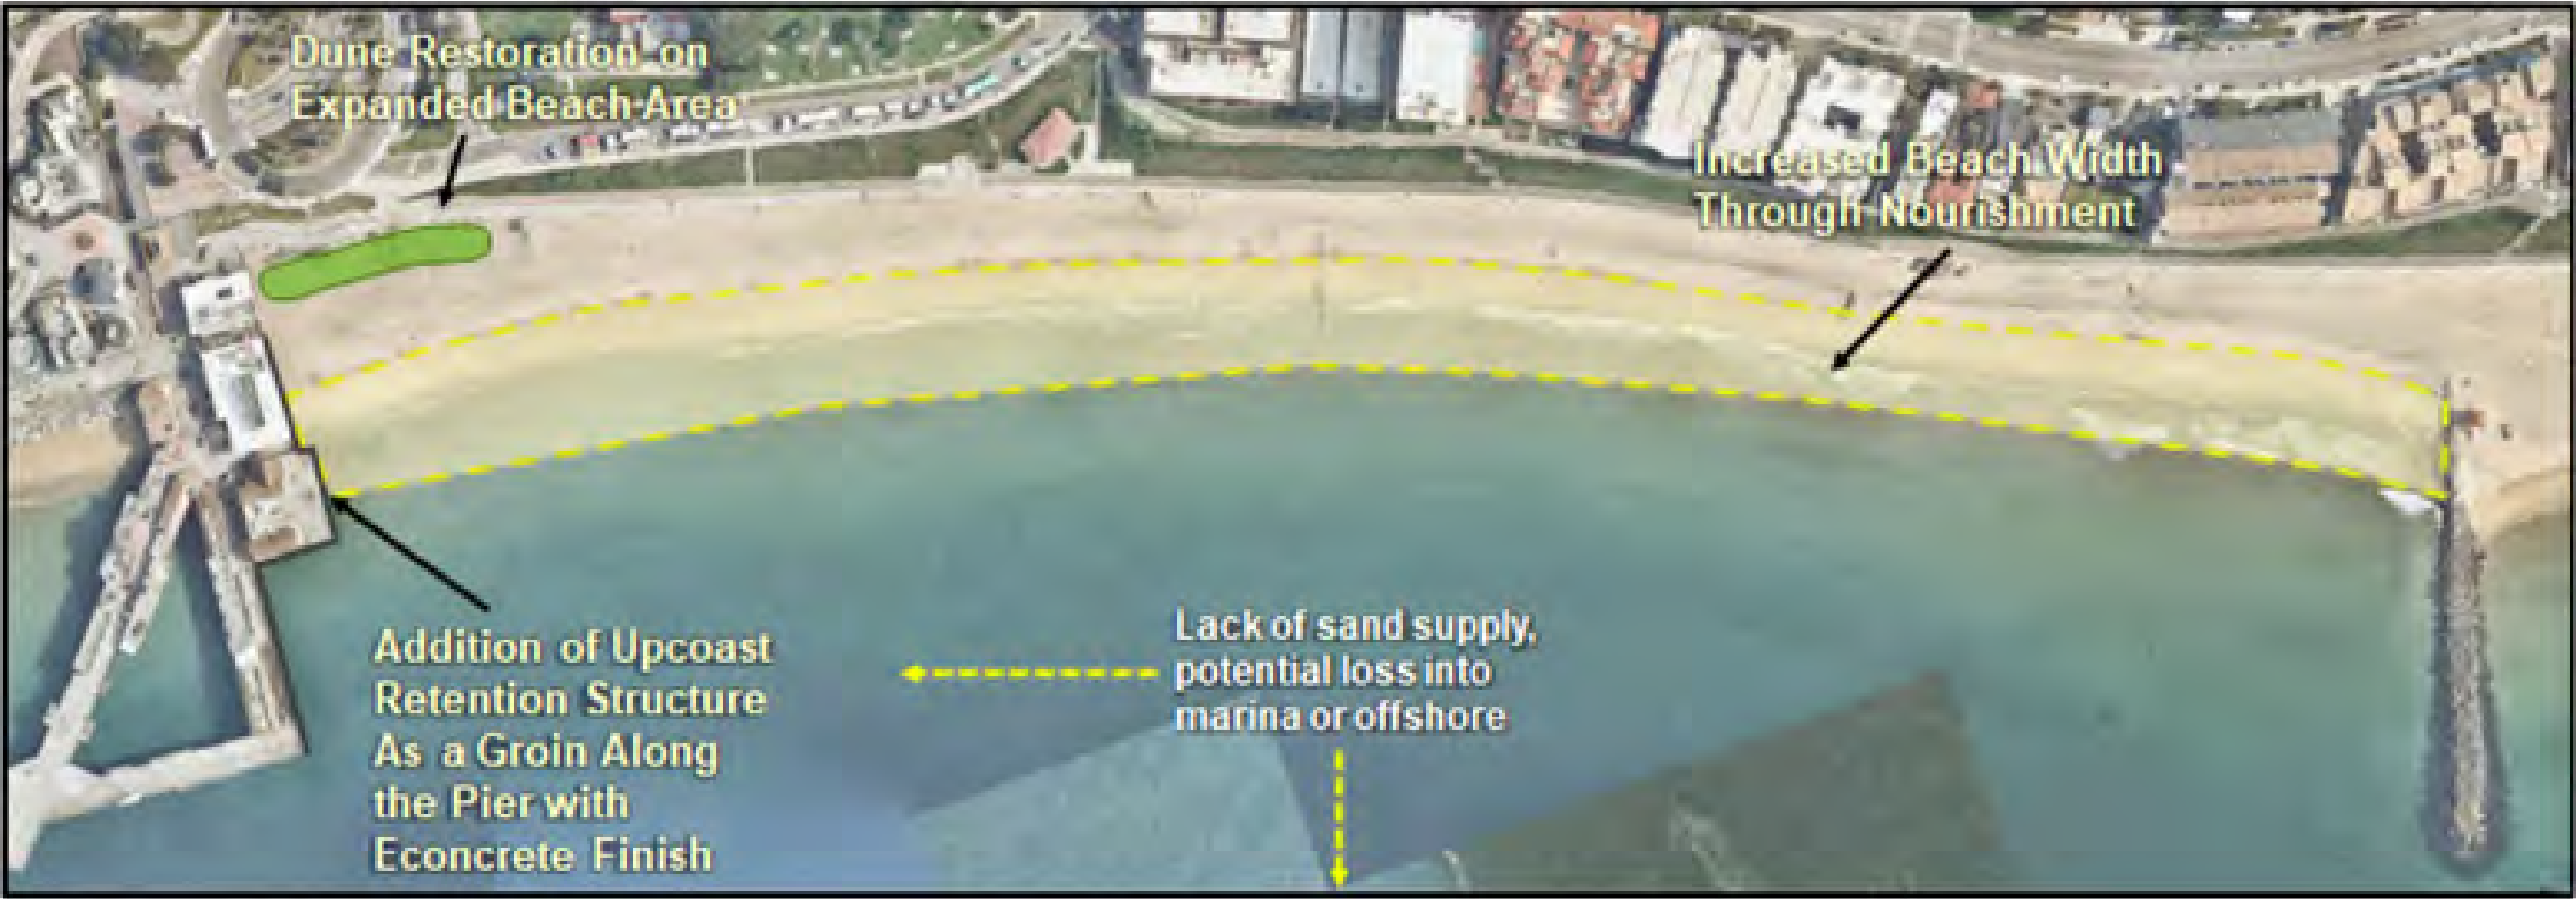 Dune Restoration on
Expanded Beach Area
Increased Beach Width
Through Nourishment
Lack of sand supply,
potential loss into
marina or offshore
Addition of Upcoast
Retention Structure
As a Groin Along
the Pier with
Econcrete Finish